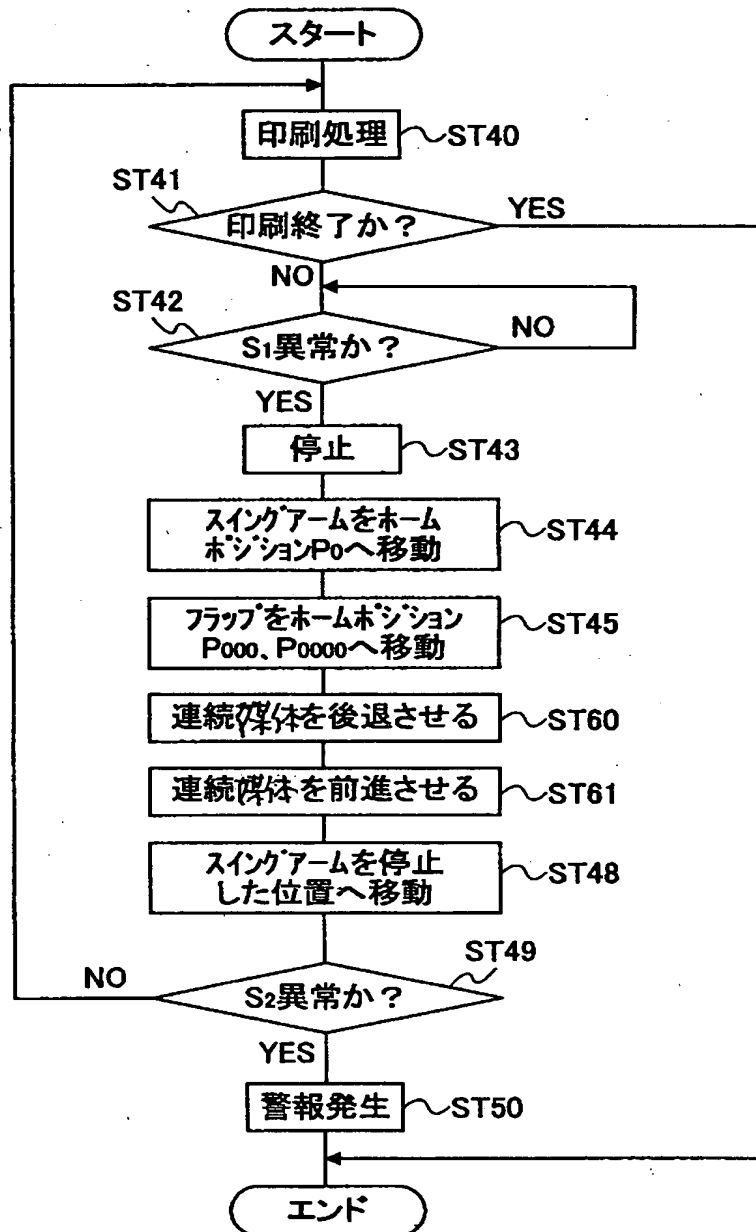 スタート
印刷処理 ST40
ST41
印刷終了か？ YES
NO
ST42
S1異常か？ NO
YES
停止 ST43
スイングアームをホーム
ポジションP0へ移動 ST44
フラップをホームポジション
P000、P0000へ移動 ST45
連続媒体を後退させる ST60
連続媒体を前進させる ST61
スイングアームを停止
した位置へ移動 ST48
ST49
NO S2異常か？
YES
警報発生 ST50
エンド